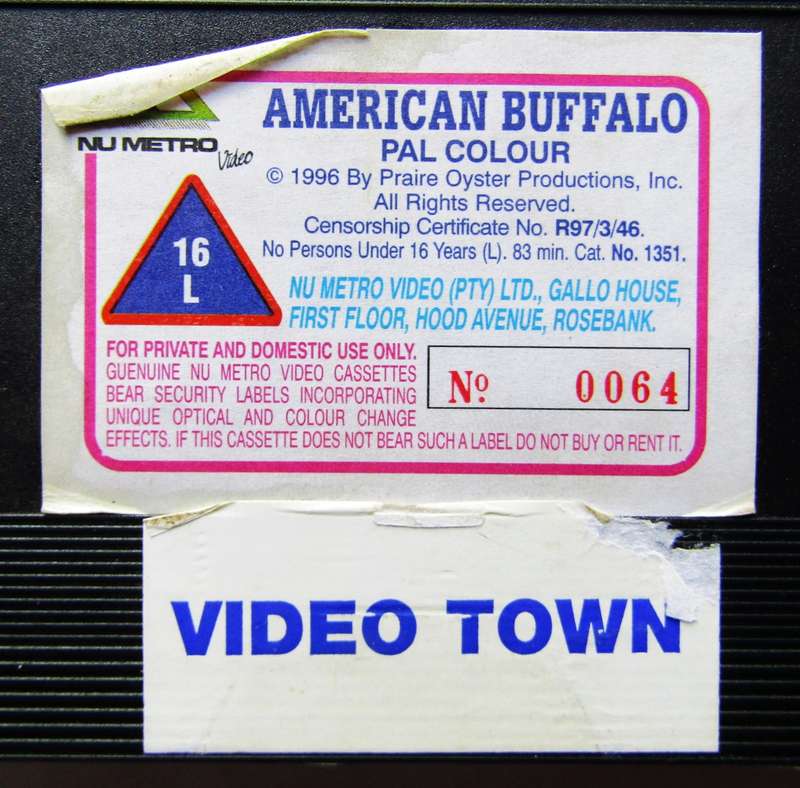 AMERICAN BUFFALO
NU METRO
Video
PAL COLOUR
© 1996 By Praire Oyster Productions, Inc.
All Rights Reserved.
Censorship Certificate No. R97/3/46.
No Persons Under 16 Years (L). 83 min. Cat. No. 1351.
16
L
NU METRO VIDEO (PTY) LTD., GALLO HOUSE,
FIRST FLOOR, HOOD AVENUE, ROSEBANK.
FOR PRIVATE AND DOMESTIC USE ONLY.
GUENUINE NU METRO VIDEO CASSETTES
BEAR SECURITY LABELS INCORPORATING
UNIQUE OPTICAL AND COLOUR CHANGE
EFFECTS. IF THIS CASSETTE DOES NOT BEAR SUCH A LABEL DO NOT BUY OR RENT IT.
Nº. 0064
VIDEO TOWN